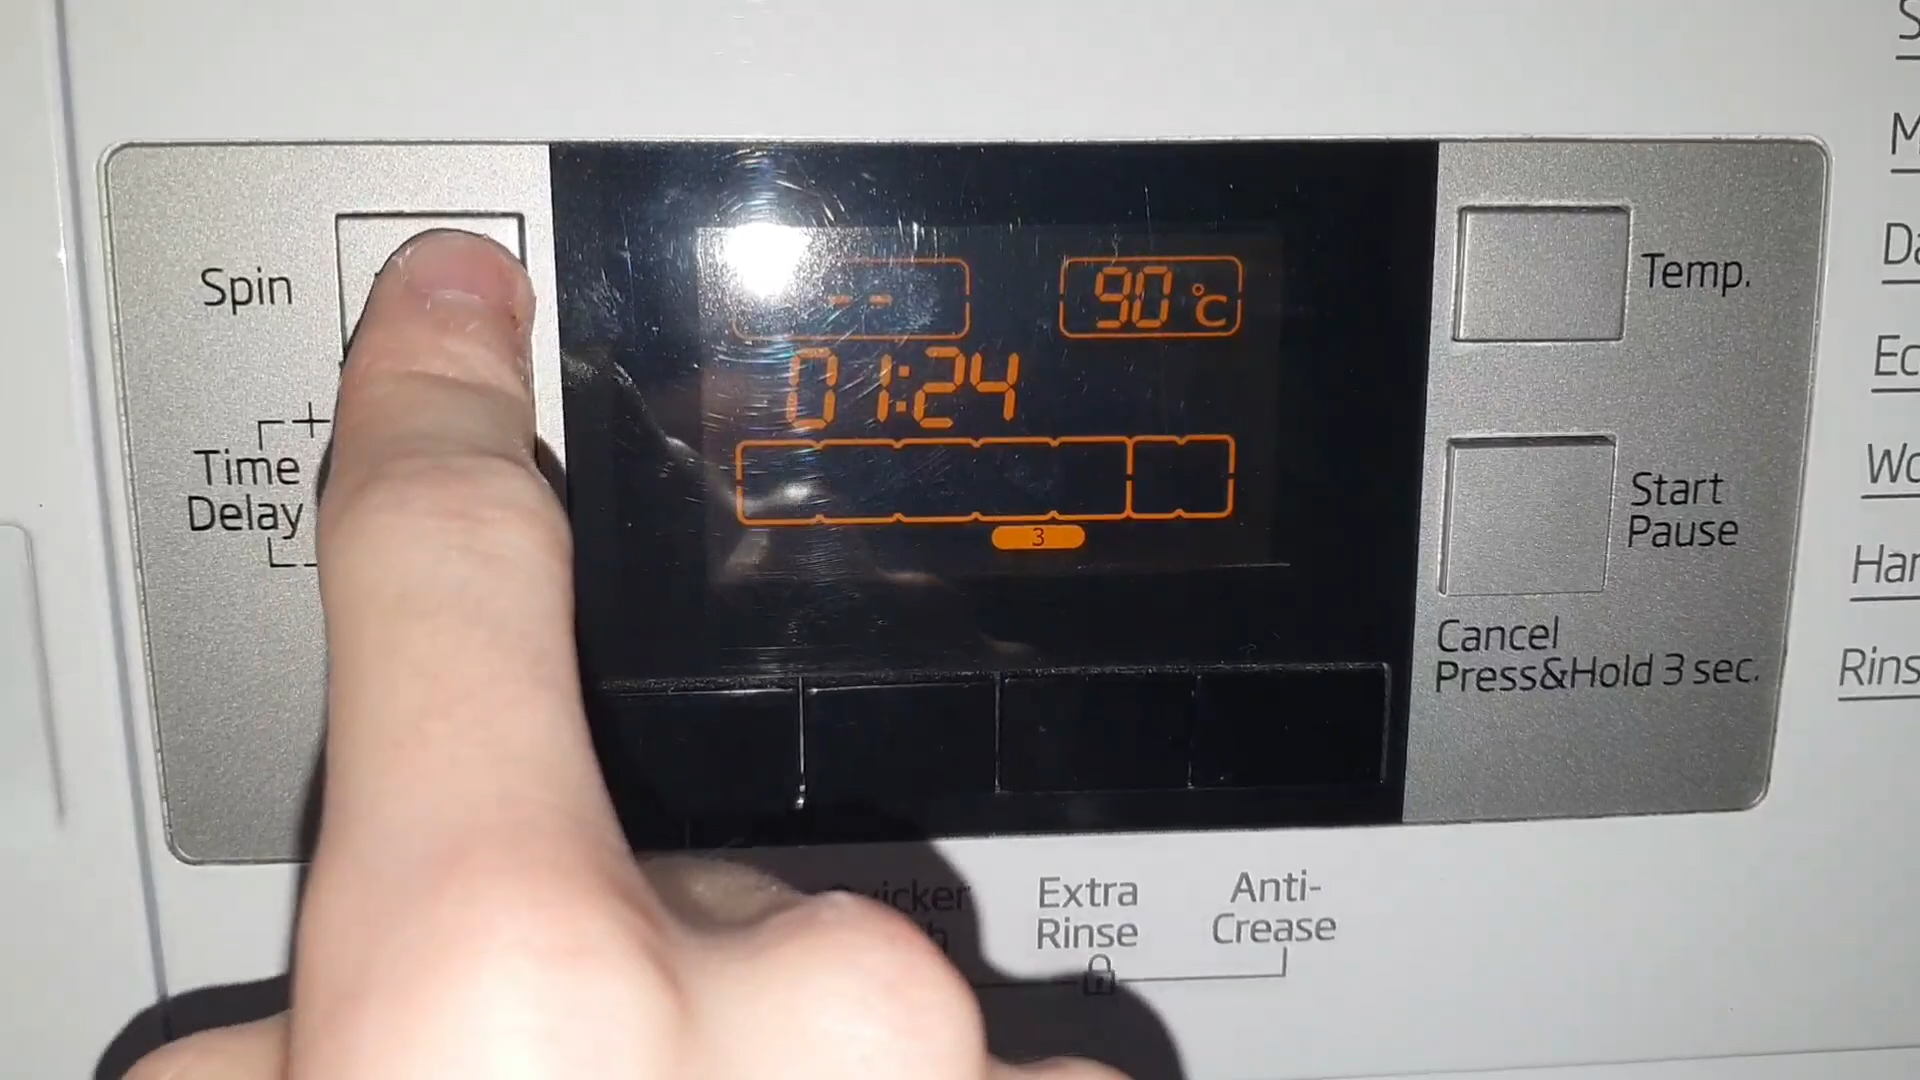 Spin
Temp.
-- 90 °C
01:24
3
+
Time
Delay
-
Start
Pause
Cancel
Press&Hold 3 sec.
Extra
Rinse
Anti-
Crease